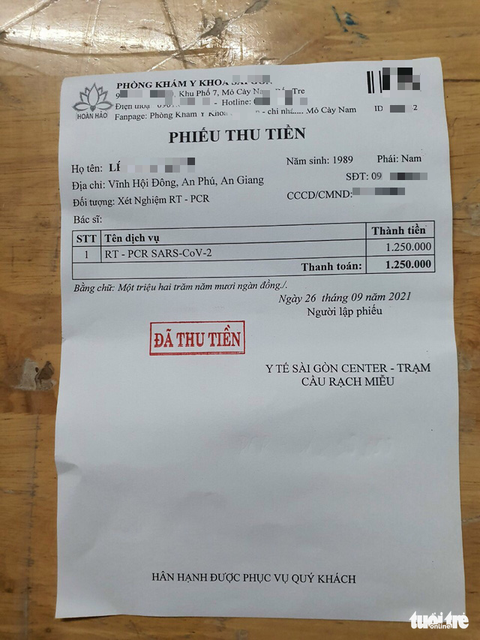 PHÒNG KHÁM Y KHOA
Khu Phố 7, Mỏ Cày Nam, Tre
Điện thoại Hotline:
Fanpage: Phòng Khám Y Mỏ Cày Nam
HOÀN HẢO
ID 2
PHIẾU THU TIỀN
Họ tên: LÊ Năm sinh: 1989 Phái: Nam
Địa chỉ: Vĩnh Hội Đông, An Phú, An Giang SĐT: 09
Đối tượng: Xét Nghiệm RT - PCR CCCD/CMND:
Bác sĩ:
STT Tên dịch vụ Thành tiền
1 RT - PCR SARS-CoV-2 1.250.000
Thanh toán: 1.250.000
Bằng chữ: Một triệu hai trăm năm mươi ngàn đồng./.
Ngày 26 tháng 09 năm 2021
Người lập phiếu
ĐÃ THU TIỀN
Y TẾ SÀI GÒN CENTER - TRẠM
CẦU RẠCH MIỄU
HÂN HẠNH ĐƯỢC PHỤC VỤ QUÝ KHÁCH
tuổi trẻ
online